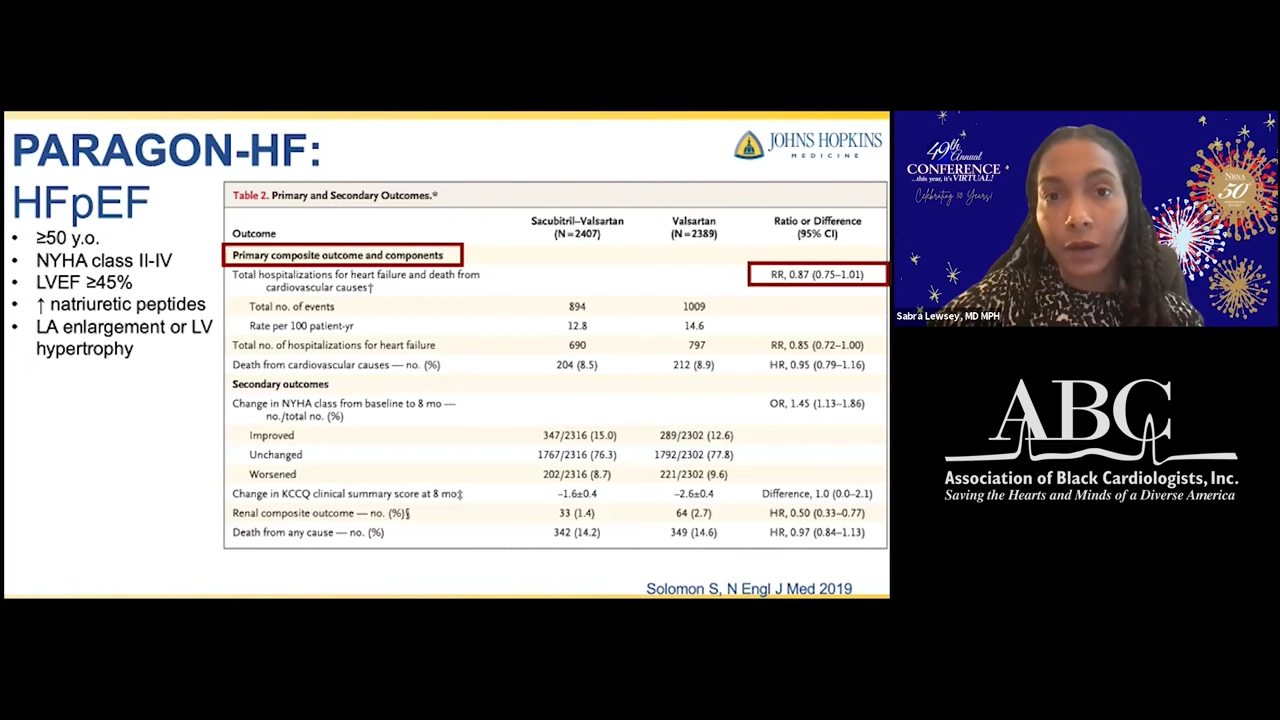 PARAGON-HF:
HFpEF
• ≥50 y.o.
• NYHA class II-IV
• LVEF ≥45%
• ↑ natriuretic peptides
• LA enlargement or LV
hypertrophy
JOHNS HOPKINS
MEDICINE
Table 2. Primary and Secondary Outcomes.*
Outcome Sacubitril–Valsartan (N=2407) Valsartan (N=2389) Ratio or Difference (95% CI)
Primary composite outcome and components
Total hospitalizations for heart failure and death from RR, 0.87 (0.75–1.01)
cardiovascular causes†
Total no. of events 894 1009
Rate per 100 patient-yr 12.8 14.6
Total no. of hospitalizations for heart failure 690 797 RR, 0.85 (0.72–1.00)
Death from cardiovascular causes — no. (%) 204 (8.5) 212 (8.9) HR, 0.95 (0.79–1.16)
Secondary outcomes
Change in NYHA class from baseline to 8 mo — OR, 1.45 (1.13–1.86)
no./total no. (%)
Improved 347/2316 (15.0) 289/2302 (12.6)
Unchanged 1767/2316 (76.3) 1792/2302 (77.8)
Worsened 202/2316 (8.7) 221/2302 (9.6)
Change in KCCQ clinical summary score at 8 mo‡ –1.6±0.4 –2.6±0.4 Difference, 1.0 (0.0–2.1)
Renal composite outcome — no. (%)§ 33 (1.4) 64 (2.7) HR, 0.50 (0.33–0.77)
Death from any cause — no. (%) 342 (14.2) 349 (14.6) HR, 0.97 (0.84–1.13)
Solomon S, N Engl J Med 2019
49th Annual
CONFERENCE
...this year, it's VIRTUAL!
Celebrating 50 Years!
NBNA
50
Sabra Lewsey, MD MPH
ABC
Association of Black Cardiologists, Inc.
Saving the Hearts and Minds of a Diverse America